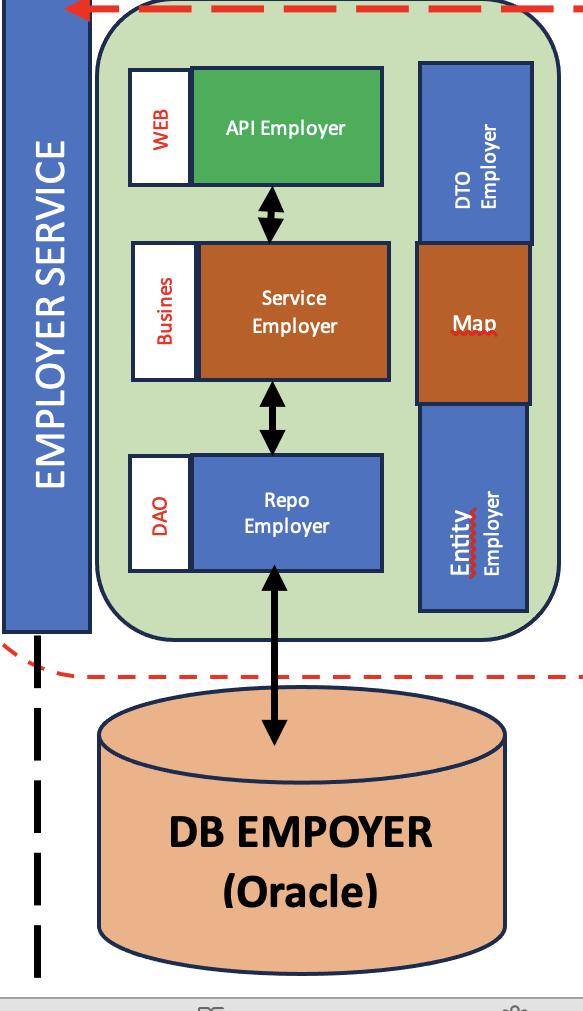 EMPLOYER SERVICE
WEB
API Employer
DTO
Employer
Busines
Service
Employer
Map
DAO
Repo
Employer
Entity
Employer
DB EMPOYER
(Oracle)